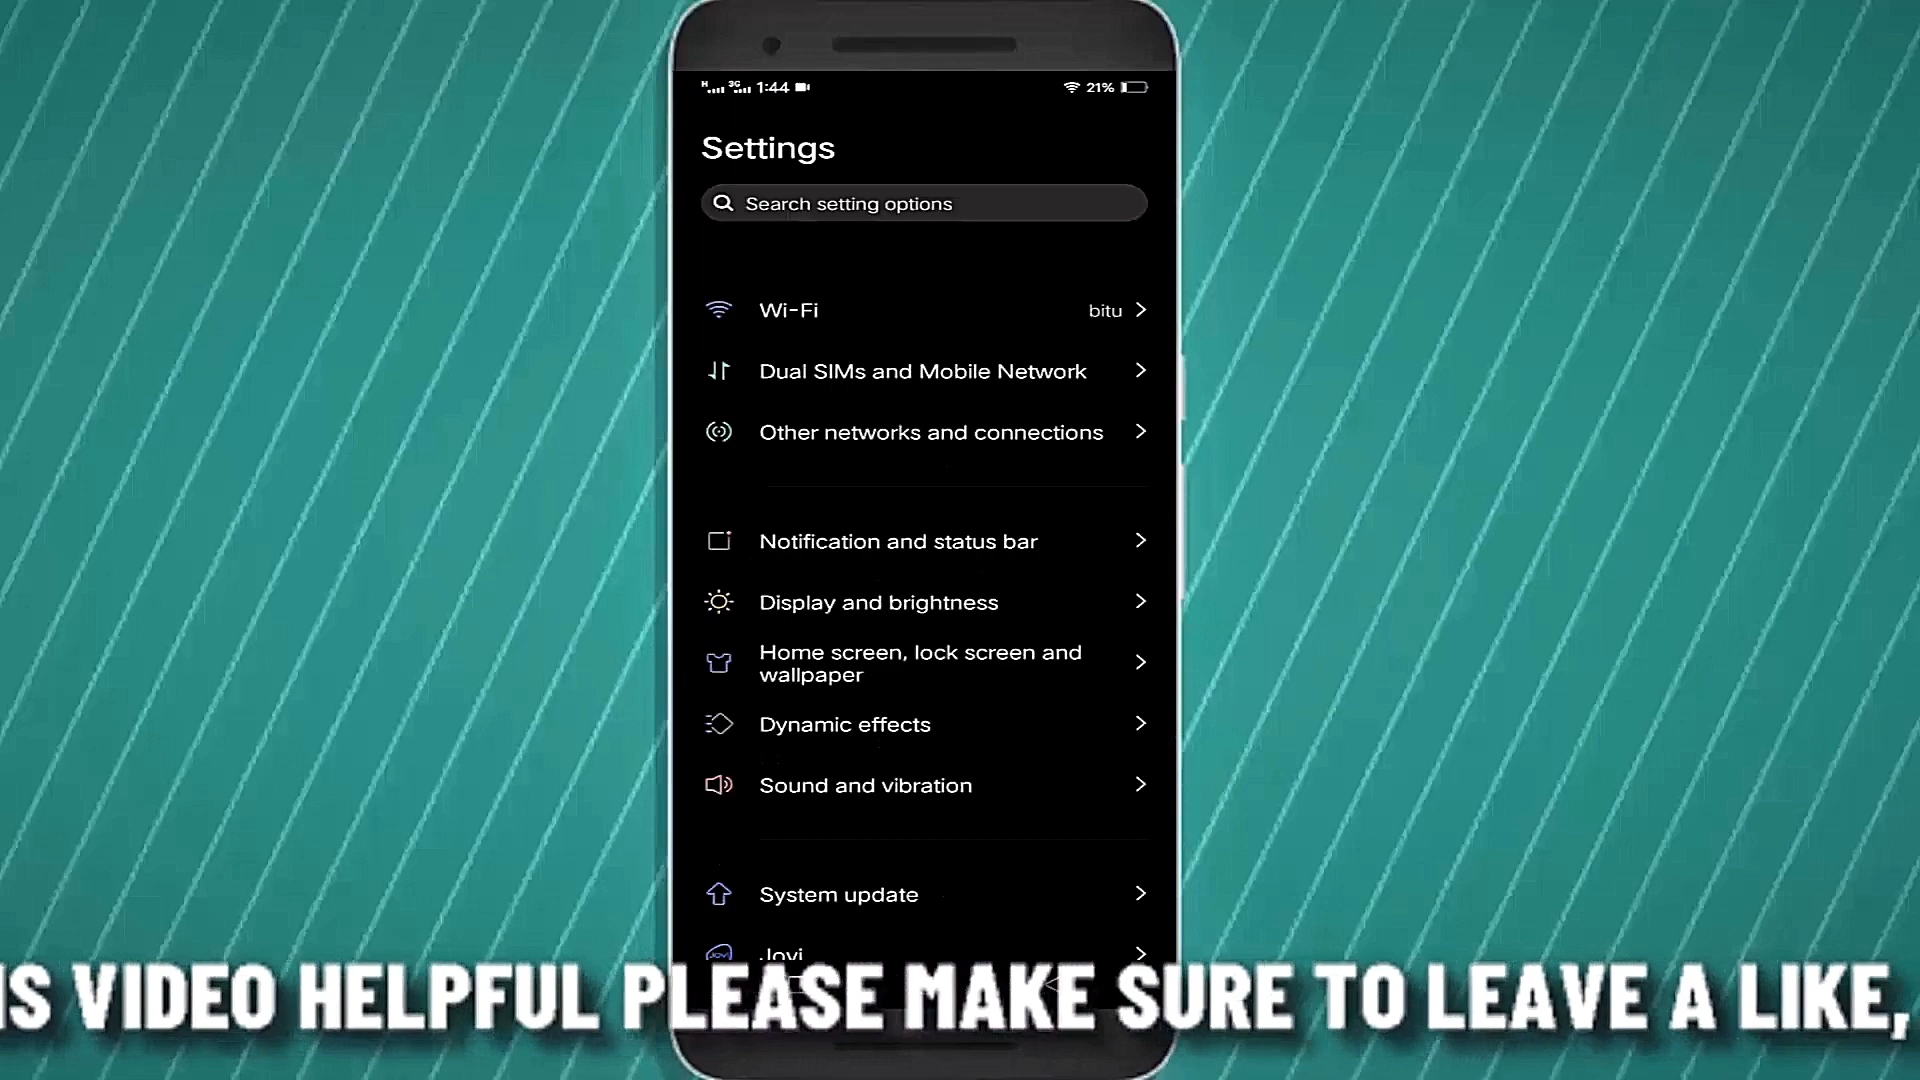 H 3G 1:44 21%
Settings
Search setting options
Wi-Fi bitu
Dual SIMs and Mobile Network
Other networks and connections
Notification and status bar
Display and brightness
Home screen, lock screen and
wallpaper
Dynamic effects
Sound and vibration
System update
Jovi
IS VIDEO HELPFUL PLEASE MAKE SURE TO LEAVE A LIKE,